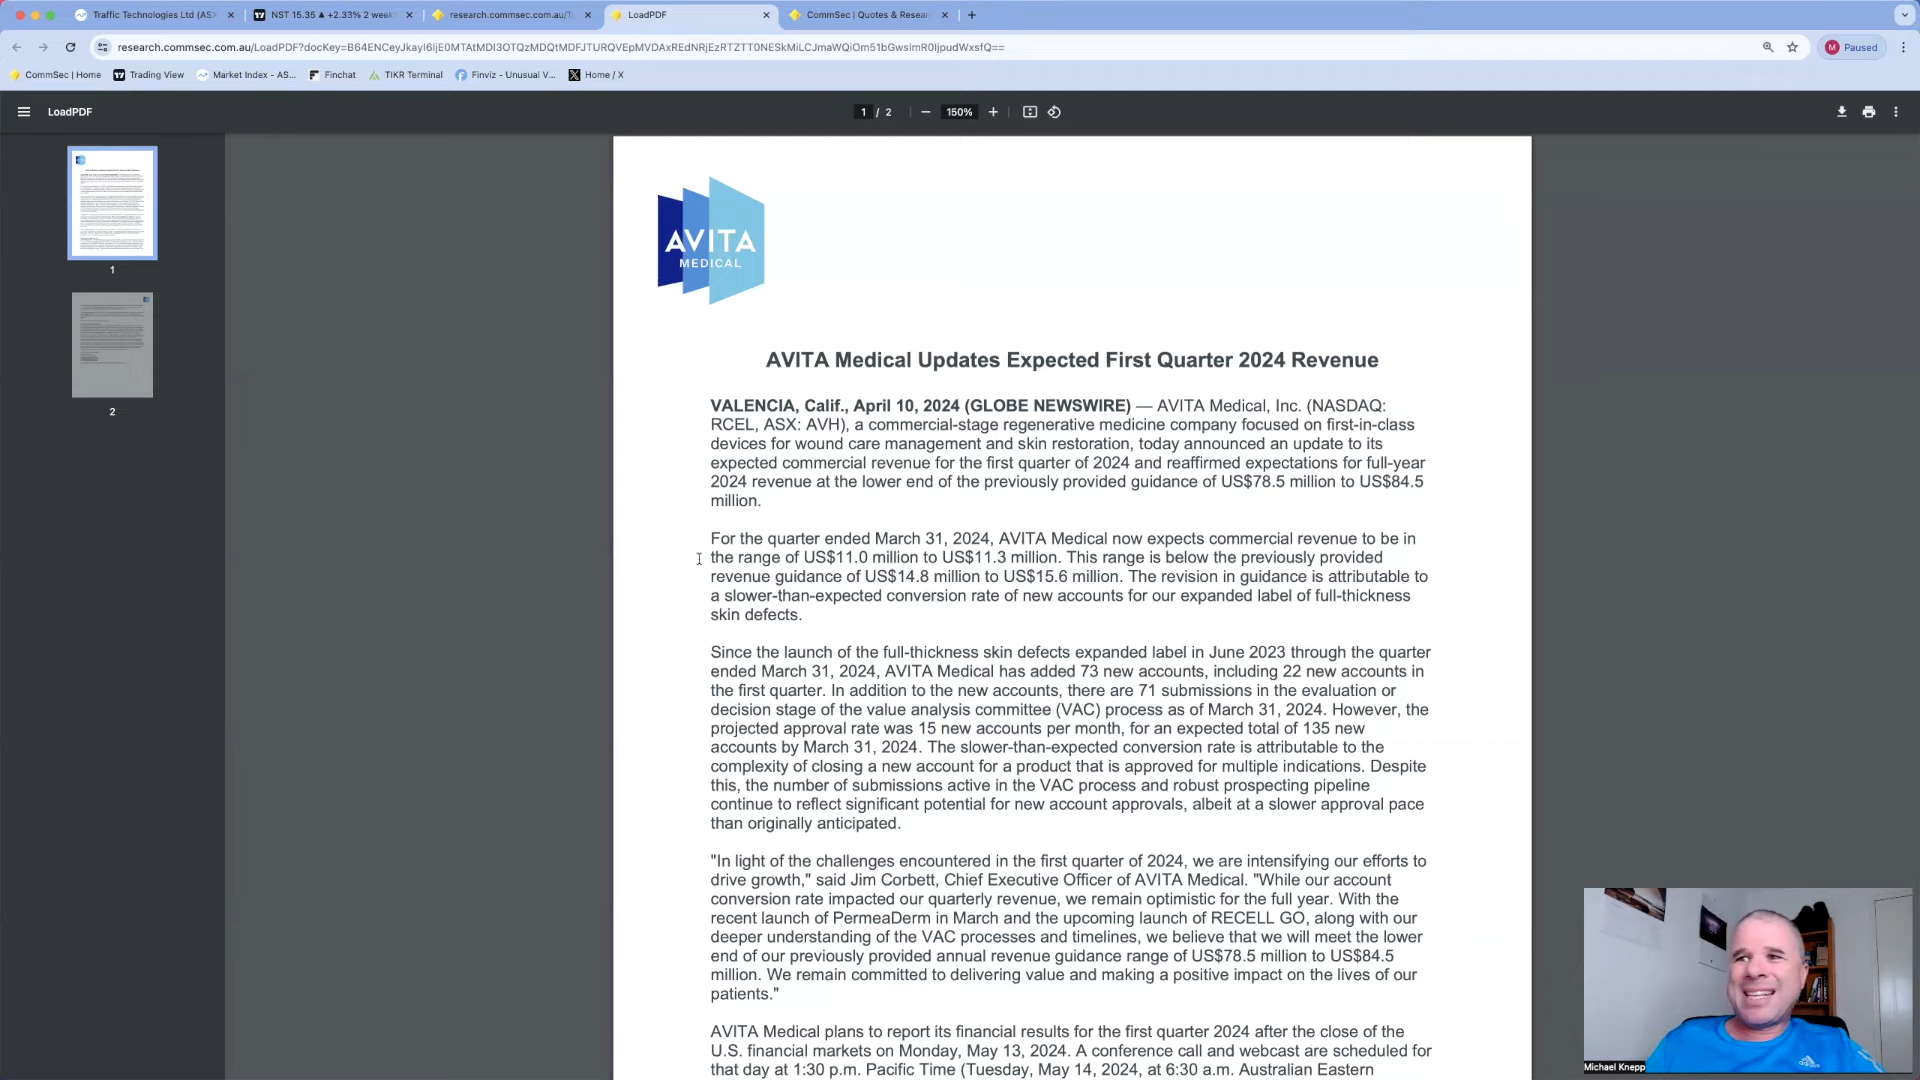 Traffic Technologies Ltd (ASX
NST 15.35 ▲ +2.33% 2 week
research.commsec.com.au/
LoadPDF
CommSec | Quotes & Resear
research.commsec.com.au/
Paused
CommSec | Home
Trading View
Market Index - AS...
Finchat
TIKR Terminal
Finviz - Unusual V...
Home / X
LoadPDF
1 / 2
150%
1
2
AVITA
MEDICAL
AVITA Medical Updates Expected First Quarter 2024 Revenue
VALENCIA, Calif., April 10, 2024 (GLOBE NEWSWIRE) — AVITA Medical, Inc. (NASDAQ:
RCEL, ASX: AVH), a commercial-stage regenerative medicine company focused on first-in-class
devices for wound care management and skin restoration, today announced an update to its
expected commercial revenue for the first quarter of 2024 and reaffirmed expectations for full-year
2024 revenue at the lower end of the previously provided guidance of US$78.5 million to US$84.5
million.
For the quarter ended March 31, 2024, AVITA Medical now expects commercial revenue to be in
the range of US$11.0 million to US$11.3 million. This range is below the previously provided
revenue guidance of US$14.8 million to US$15.6 million. The revision in guidance is attributable to
a slower-than-expected conversion rate of new accounts for our expanded label of full-thickness
skin defects.
Since the launch of the full-thickness skin defects expanded label in June 2023 through the quarter
ended March 31, 2024, AVITA Medical has added 73 new accounts, including 22 new accounts in
the first quarter. In addition to the new accounts, there are 71 submissions in the evaluation or
decision stage of the value analysis committee (VAC) process as of March 31, 2024. However, the
projected approval rate was 15 new accounts per month, for an expected total of 135 new
accounts by March 31, 2024. The slower-than-expected conversion rate is attributable to the
complexity of closing a new account for a product that is approved for multiple indications. Despite
this, the number of submissions active in the VAC process and robust prospecting pipeline
continue to reflect significant potential for new account approvals, albeit at a slower approval pace
than originally anticipated.
"In light of the challenges encountered in the first quarter of 2024, we are intensifying our efforts to
drive growth," said Jim Corbett, Chief Executive Officer of AVITA Medical. "While our account
conversion rate impacted our quarterly revenue, we remain optimistic for the full year. With the
recent launch of PermeaDerm in March and the upcoming launch of RECELL GO, along with our
deeper understanding of the VAC processes and timelines, we believe that we will meet the lower
end of our previously provided annual revenue guidance range of US$78.5 million to US$84.5
million. We remain committed to delivering value and making a positive impact on the lives of our
patients."
AVITA Medical plans to report its financial results for the first quarter 2024 after the close of the
U.S. financial markets on Monday, May 13, 2024. A conference call and webcast are scheduled for
that day at 1:30 p.m. Pacific Time (Tuesday, May 14, 2024, at 6:30 a.m. Australian Eastern
Michael Knepp